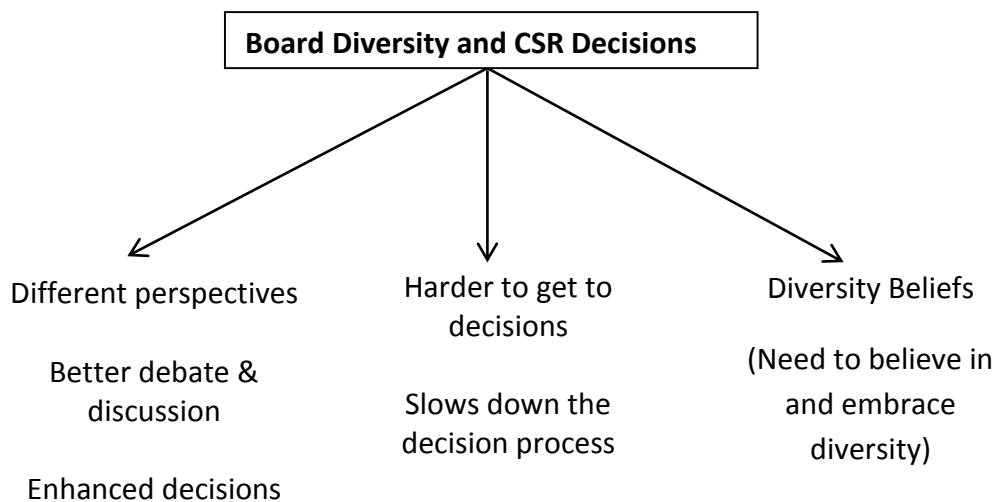 Board Diversity and CSR Decisions
Different perspectives
Better debate &
discussion
Enhanced decisions
Harder to get to
decisions
Slows down the
decision process
Diversity Beliefs
(Need to believe in
and embrace
diversity)